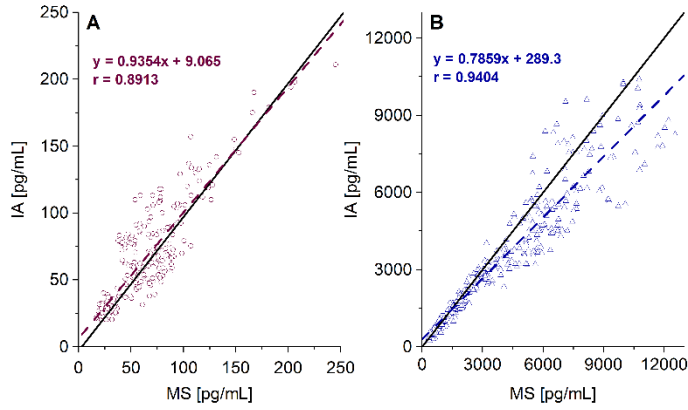 A
y = 0.9354x + 9.065
r = 0.8913
250
200
150
100
50
0
IA [pg/mL]
0 50 100 150 200 250
MS [pg/mL]
B
y = 0.7859x + 289.3
r = 0.9404
12000
9000
6000
3000
0
IA [pg/mL]
0 3000 6000 9000 12000
MS [pg/mL]